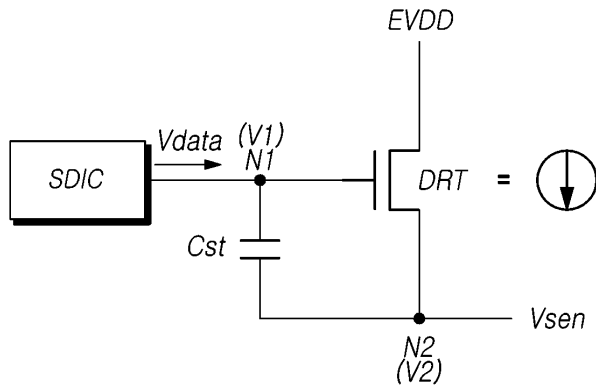 EVDD
Vdata
(V1)
N1
SDIC
DRT
=
Cst
Vsen
N2
(V2)